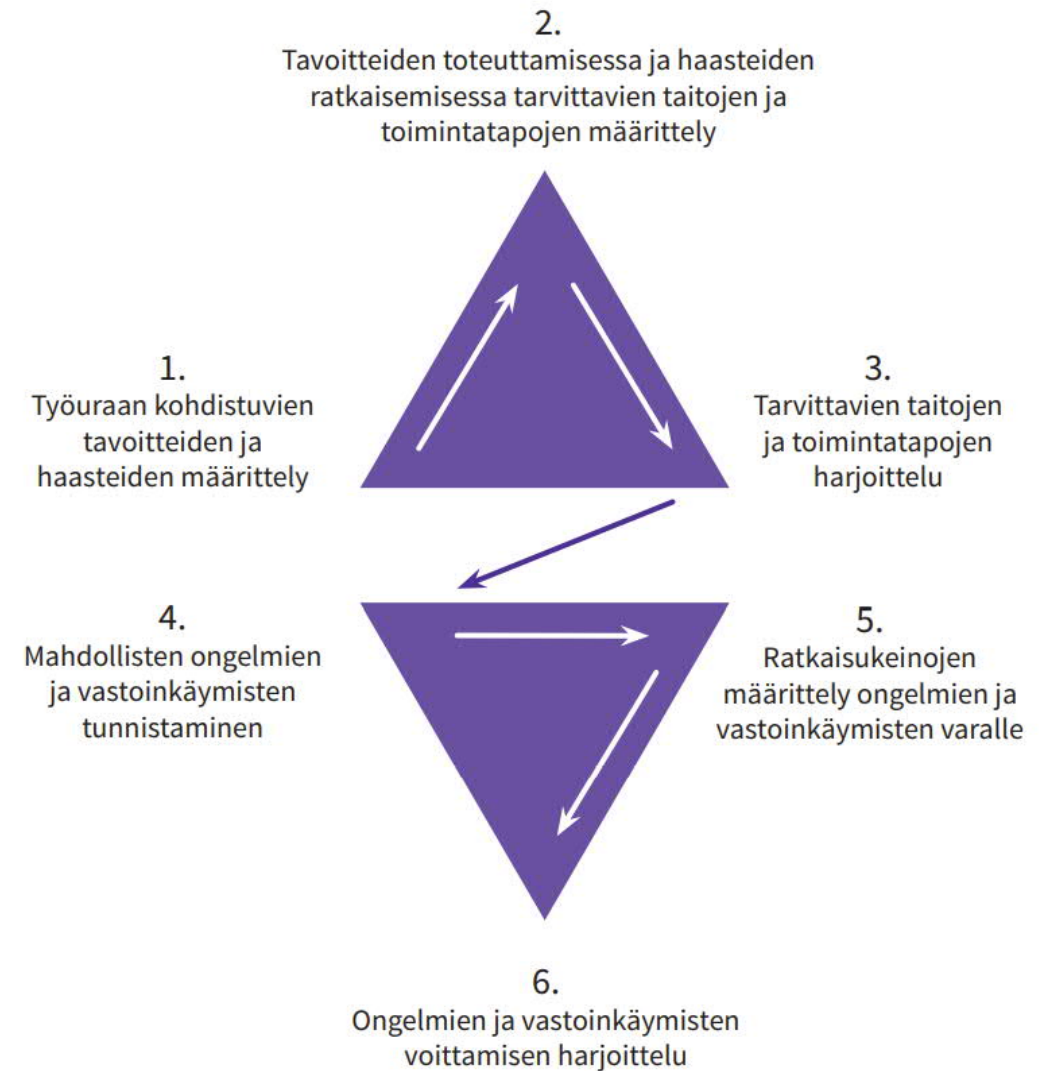 2.
Tavoitteiden toteuttamisessa ja haasteiden
ratkaisemisessa tarvittavien taitojen ja
toimintatapojen määrittely
1.
Työuraan kohdistuvien
tavoitteiden ja
haasteiden määrittely
3.
Tarvittavien taitojen
ja toimintatapojen
harjoittelu
4.
Mahdollisten ongelmien
ja vastoinkäymisten
tunnistaminen
5.
Ratkaisukeinojen
määrittely ongelmien ja
vastoinkäymisten varalle
6.
Ongelmien ja vastoinkäymisten
voittamisen harjoittelu